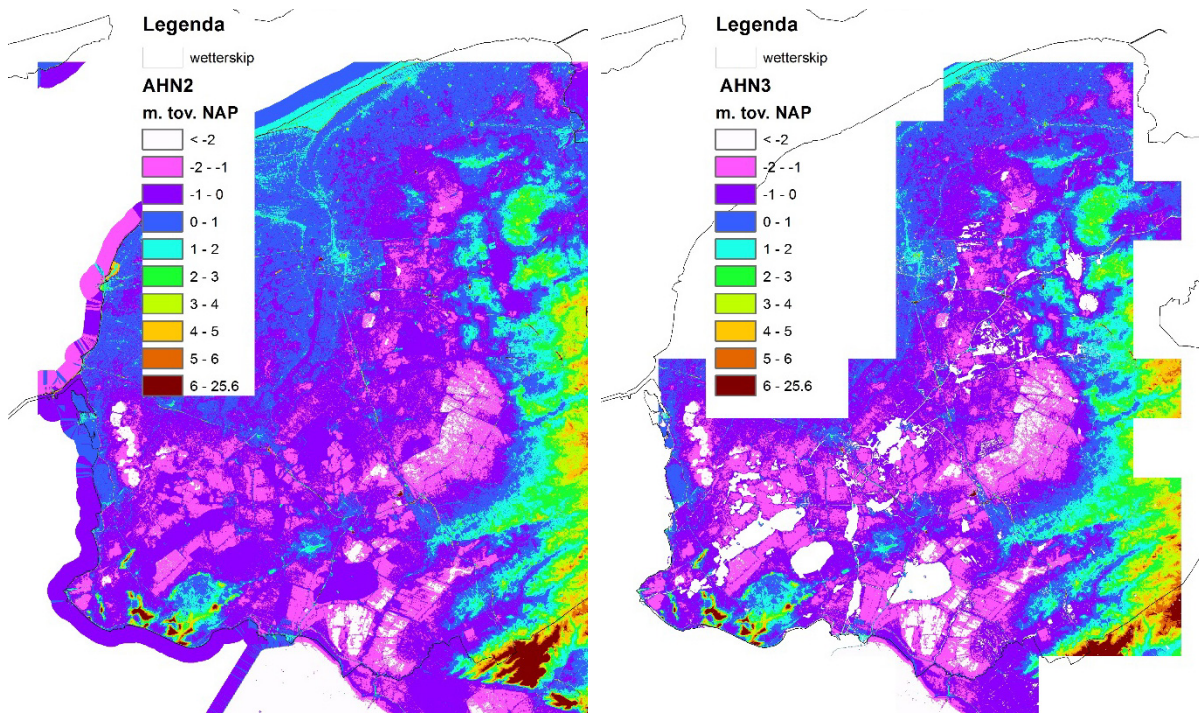 Legenda
wetterskip
AHN2
m. tov. NAP
< -2
-2 - -1
-1 - 0
0 - 1
1 - 2
2 - 3
3 - 4
4 - 5
5 - 6
6 - 25.6
Legenda
wetterskip
AHN3
m. tov. NAP
< -2
-2 - -1
-1 - 0
0 - 1
1 - 2
2 - 3
3 - 4
4 - 5
5 - 6
6 - 25.6